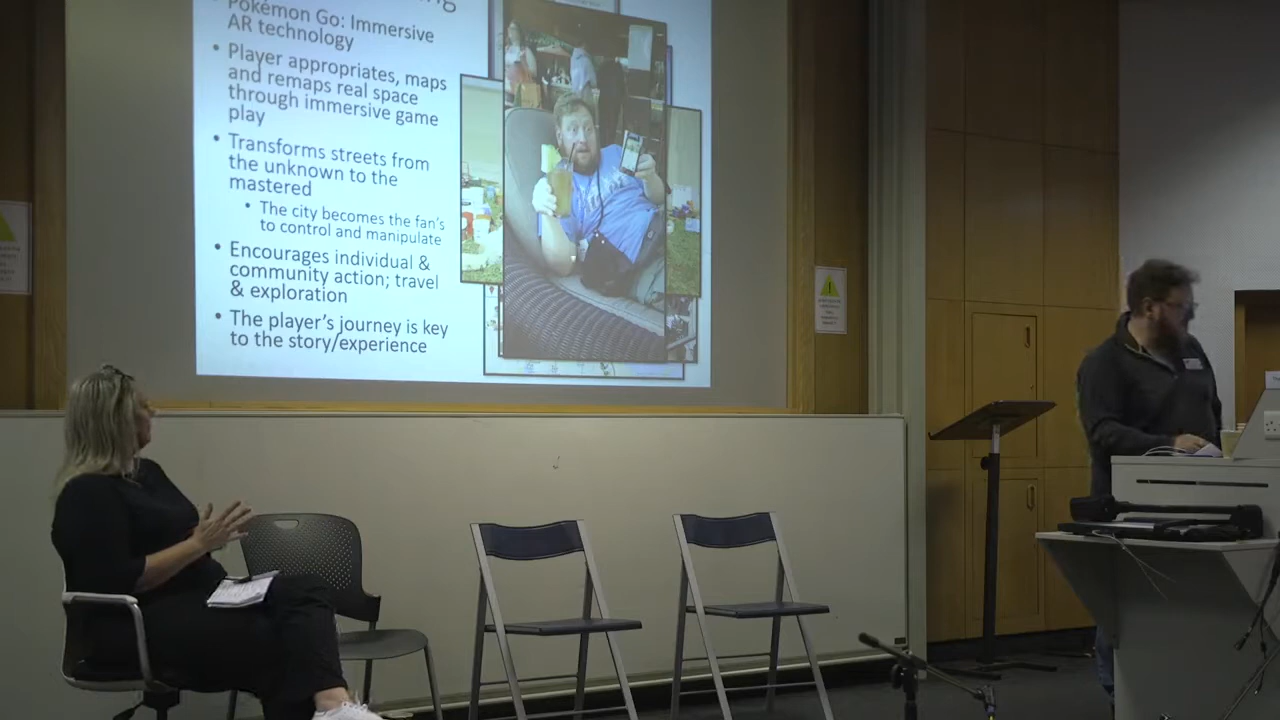 Pokémon Go: Immersive
AR technology
Player appropriates, maps
and remaps real space
through immersive game
play
Transforms streets from
the unknown to the
mastered
The city becomes the fan's
to control and manipulate
Encourages individual &
community action; travel
& exploration
The player's journey is key
to the story/experience